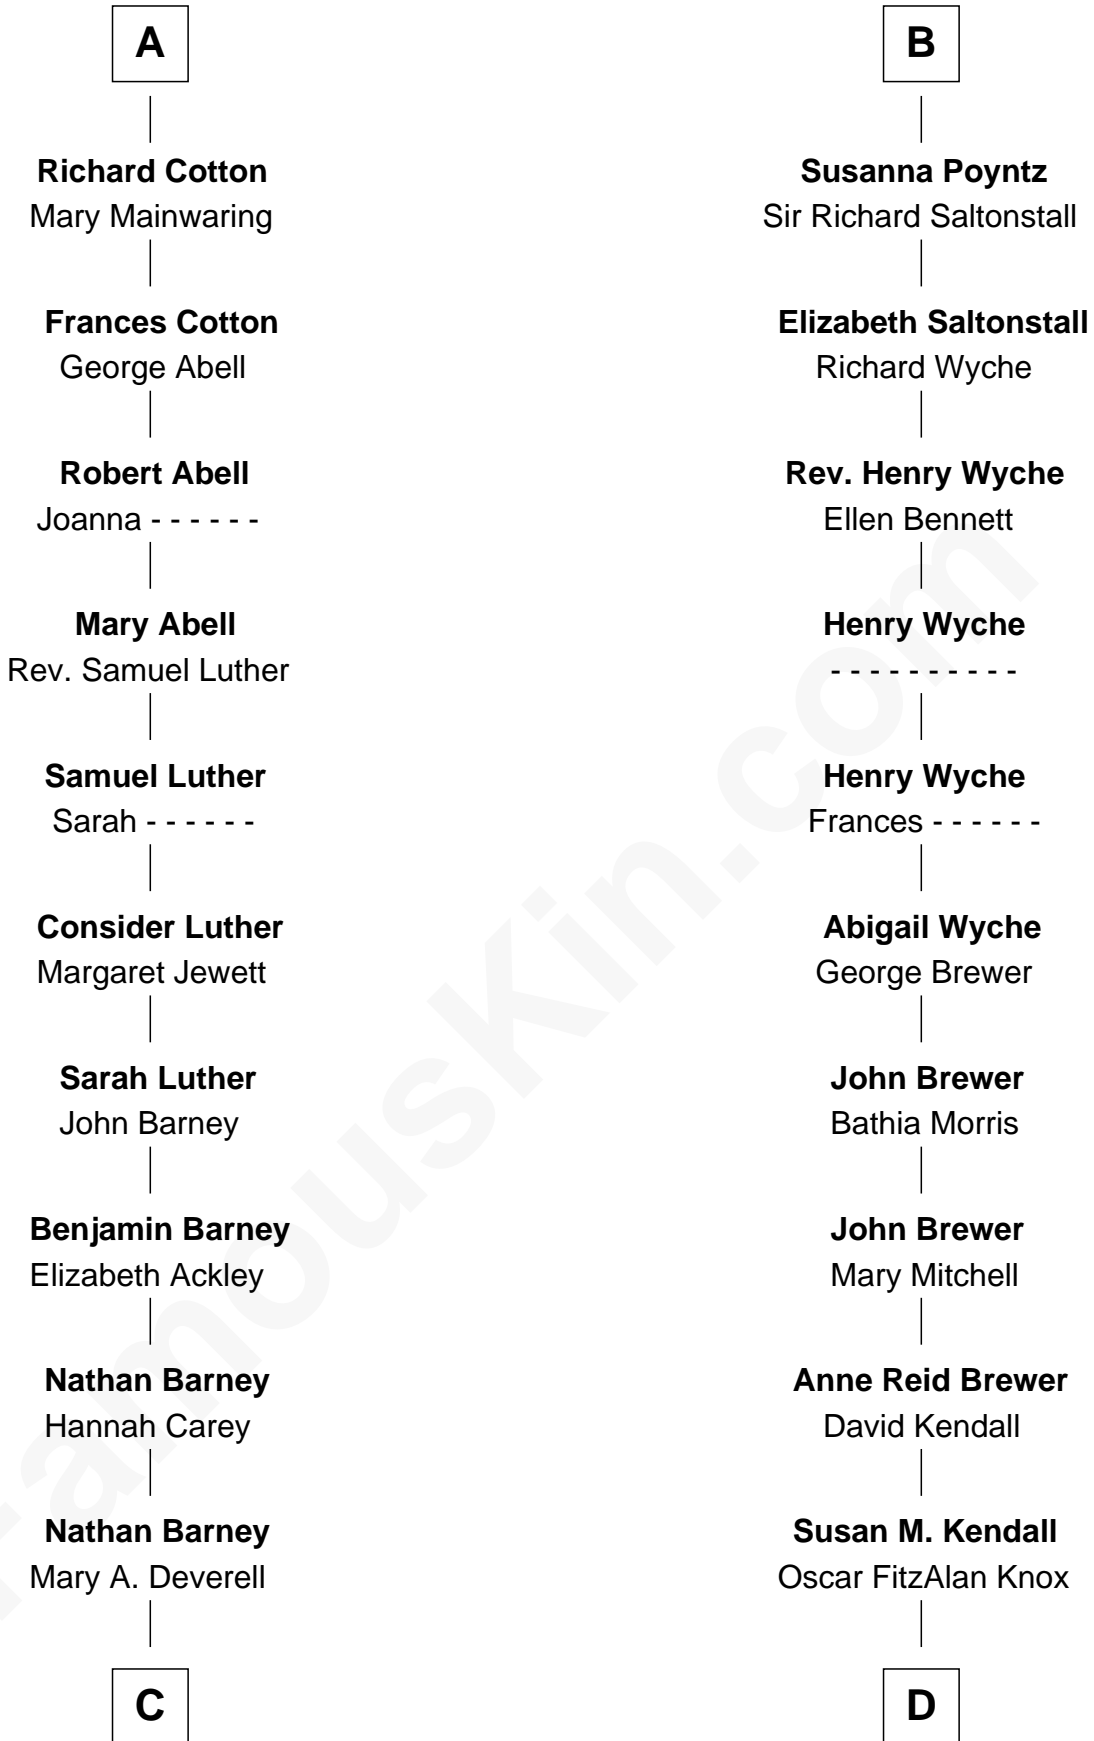 A
Richard Cotton
Mary Mainwaring
Frances Cotton
George Abell
Robert Abell
Joanna - - - - - -
Mary Abell
Rev. Samuel Luther
Samuel Luther
Sarah - - - - - -
Consider Luther
Margaret Jewett
Sarah Luther
John Barney
Benjamin Barney
Elizabeth Ackley
Nathan Barney
Hannah Carey
Nathan Barney
Mary A. Deverell
C
B
Susanna Poyntz
Sir Richard Saltonstall
Elizabeth Saltonstall
Richard Wyche
Rev. Henry Wyche
Ellen Bennett
Henry Wyche
- - - - - - - - - -
Henry Wyche
Frances - - - - - -
Abigail Wyche
George Brewer
John Brewer
Bathia Morris
John Brewer
Mary Mitchell
Anne Reid Brewer
David Kendall
Susan M. Kendall
Oscar FitzAlan Knox
D
FamousKin.com